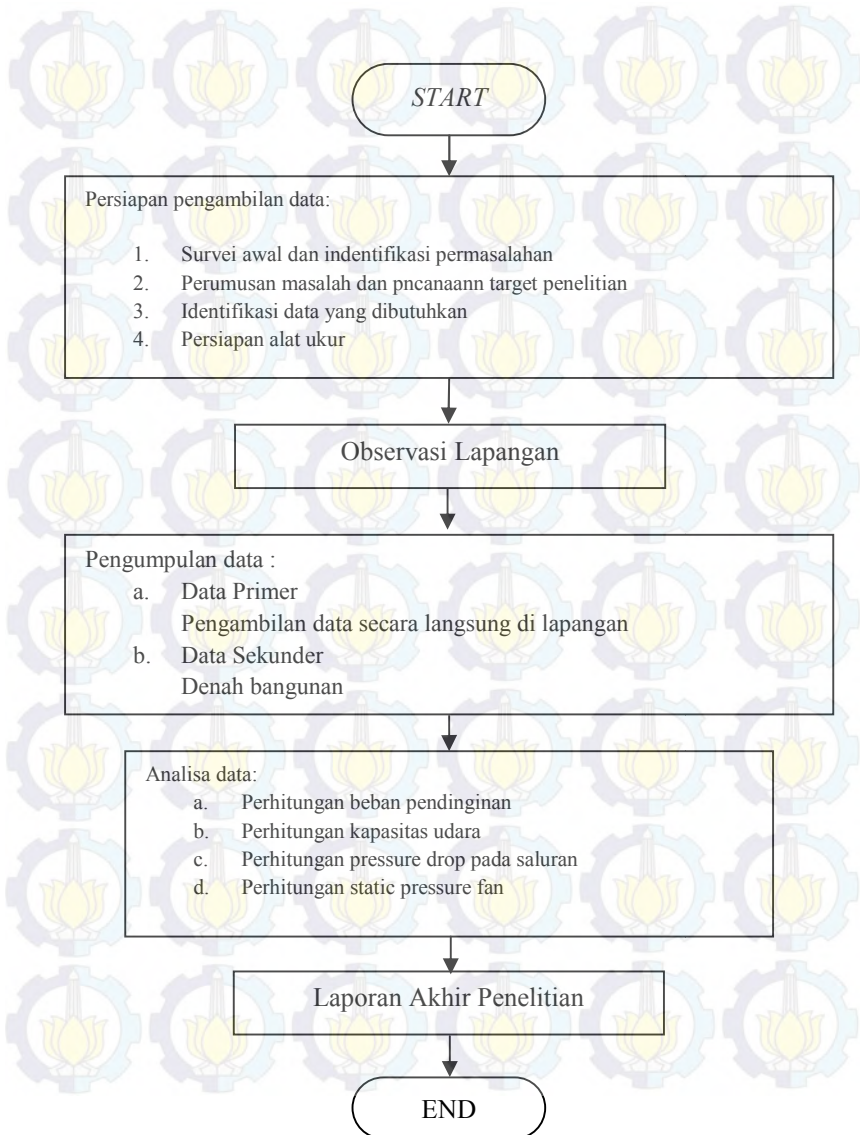 START
Persiapan pengambilan data:
1. Survei awal dan indentifikasi permasalahan
2. Perumusan masalah dan pncanaann target penelitian
3. Identifikasi data yang dibutuhkan
4. Persiapan alat ukur
Observasi Lapangan
Pengumpulan data :
a. Data Primer
Pengambilan data secara langsung di lapangan
b. Data Sekunder
Denah bangunan
Analisa data:
a. Perhitungan beban pendinginan
b. Perhitungan kapasitas udara
c. Perhitungan pressure drop pada saluran
d. Perhitungan static pressure fan
Laporan Akhir Penelitian
END